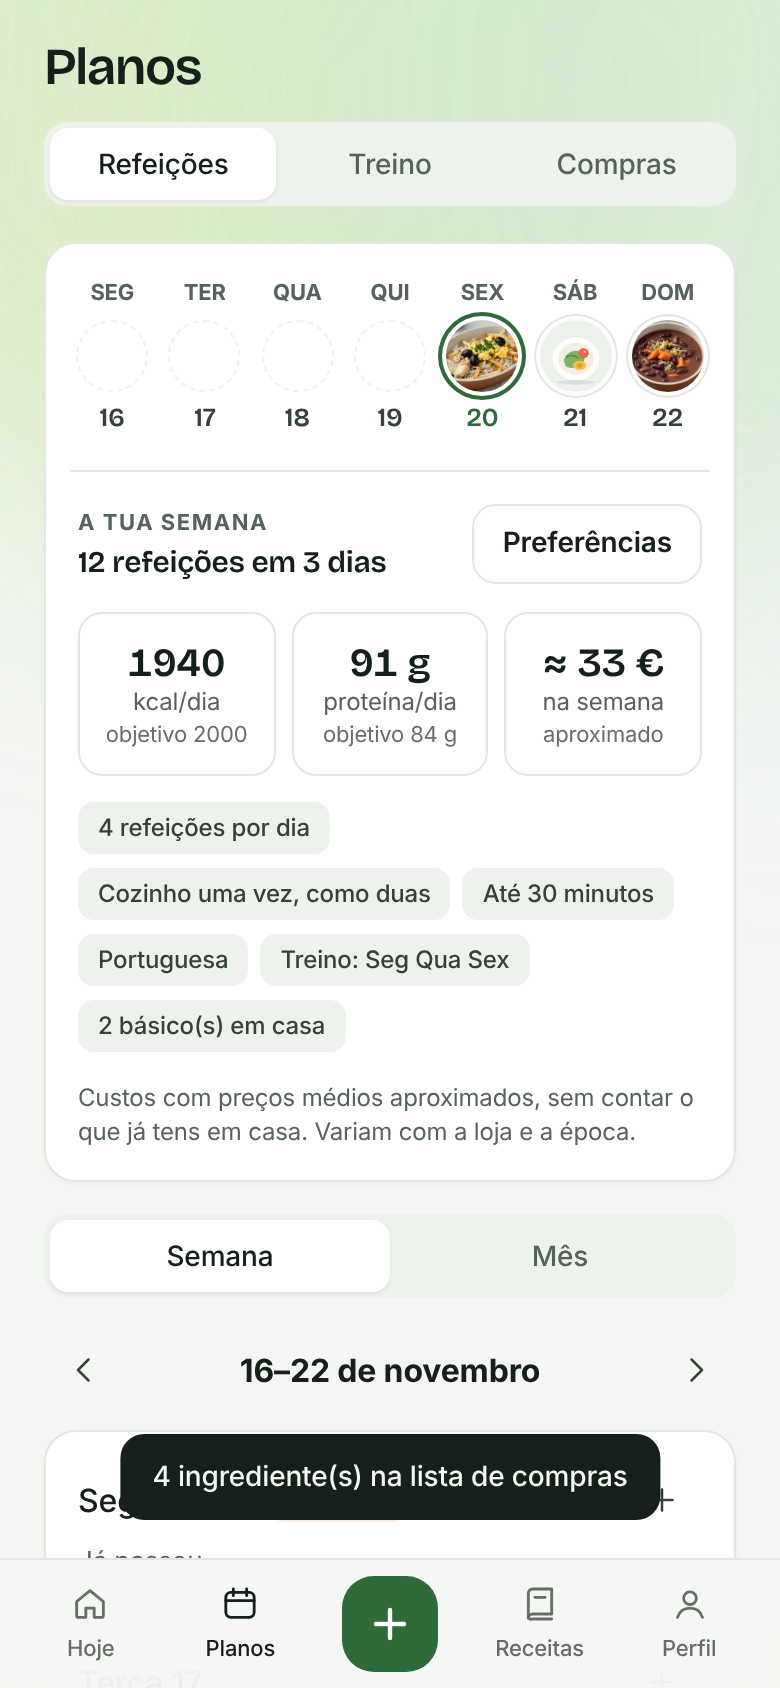 Planos
Refeições Treino Compras
SEG TER QUA QUI SEX SÁB DOM
16 17 18 19 20 21 22
A TUA SEMANA
12 refeições em 3 dias
Preferências
1940 91 g ≈ 33 €
kcal/dia proteína/dia na semana
objetivo 2000 objetivo 84 g aproximado
4 refeições por dia
Cozinho uma vez, como duas Até 30 minutos
Portuguesa Treino: Seg Qua Sex
2 básico(s) em casa
Custos com preços médios aproximados, sem contar o
que já tens em casa. Variam com a loja e a época.
Semana Mês
16–22 de novembro
4 ingrediente(s) na lista de compras
Já passou
Hoje Planos Receitas Perfil
Terça 17